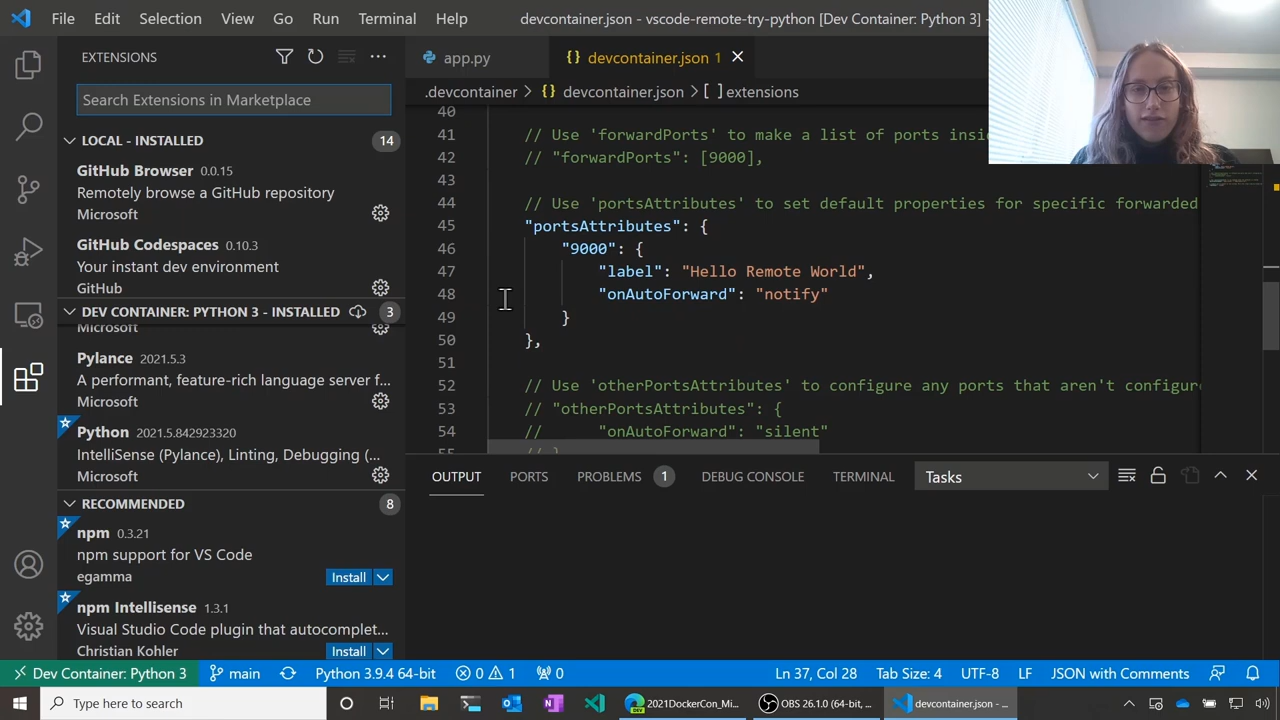 File Edit Selection View Go Run Terminal Help devcontainer.json - vscode-remote-try-python [Dev Container: Python 3] -
EXTENSIONS
Search Extensions in Marketplace
LOCAL - INSTALLED 14
GitHub Browser 0.0.15
Remotely browse a GitHub repository
Microsoft
GitHub Codespaces 0.10.3
Your instant dev environment
GitHub
DEV CONTAINER: PYTHON 3 - INSTALLED 3
Microsoft
Pylance 2021.5.3
A performant, feature-rich language server f...
Microsoft
Python 2021.5.842923320
IntelliSense (Pylance), Linting, Debugging (...
Microsoft
RECOMMENDED 8
npm 0.3.21
npm support for VS Code
egamma Install
npm Intellisense 1.3.1
Visual Studio Code plugin that autocomplet...
Christian Kohler Install
app.py {} devcontainer.json 1
.devcontainer > {} devcontainer.json > [ ] extensions
40
41 // Use 'forwardPorts' to make a list of ports insi
42 // "forwardPorts": [9000],
43
44 // Use 'portsAttributes' to set default properties for specific forwarded
45 "portsAttributes": {
46 "9000": {
47 "label": "Hello Remote World",
48 "onAutoForward": "notify"
49 }
50 },
51
52 // Use 'otherPortsAttributes' to configure any ports that aren't configur
53 // "otherPortsAttributes": {
54 // "onAutoForward": "silent"
55 // }
OUTPUT PORTS PROBLEMS 1 DEBUG CONSOLE TERMINAL Tasks
Dev Container: Python 3 main Python 3.9.4 64-bit 0 1 0 Ln 37, Col 28 Tab Size: 4 UTF-8 LF JSON with Comments
Type here to search 2021DockerCon_Mi... OBS 26.1.0 (64-bit, ... devcontainer.json - ...